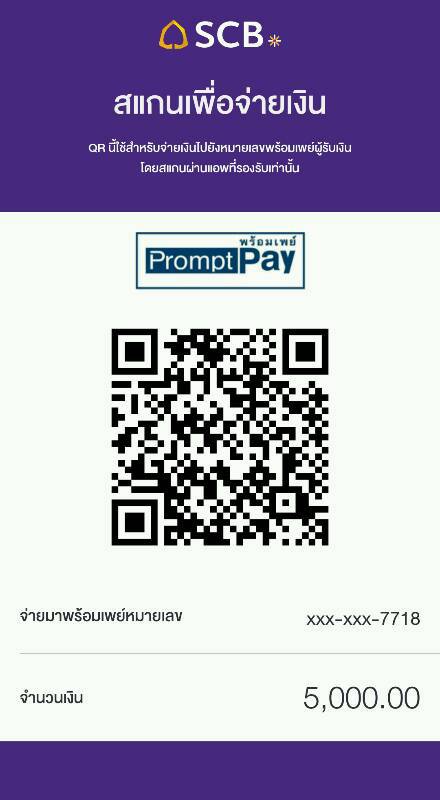 SCB
สแกนเพื่อจ่ายเงิน
QR นี้ใช้สำหรับจ่ายเงินไปยังหมายเลขพร้อมเพย์ผู้รับเงิน
โดยสแกนผ่านแอพที่รองรับเท่านั้น
พร้อมเพย์
PromptPay
จ่ายมาพร้อมเพย์หมายเลข xxx-xxx-7718
จำนวนเงิน 5,000.00